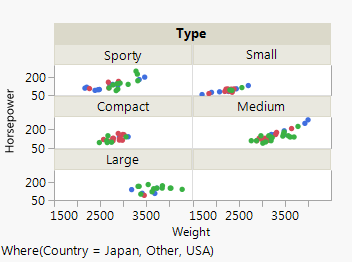 Type
Sporty Small
200
50
Compact Medium
200
50
Large
200
50
1500 2500 3500 1500 2500 3500
Horsepower
Weight
Where(Country = Japan, Other, USA)